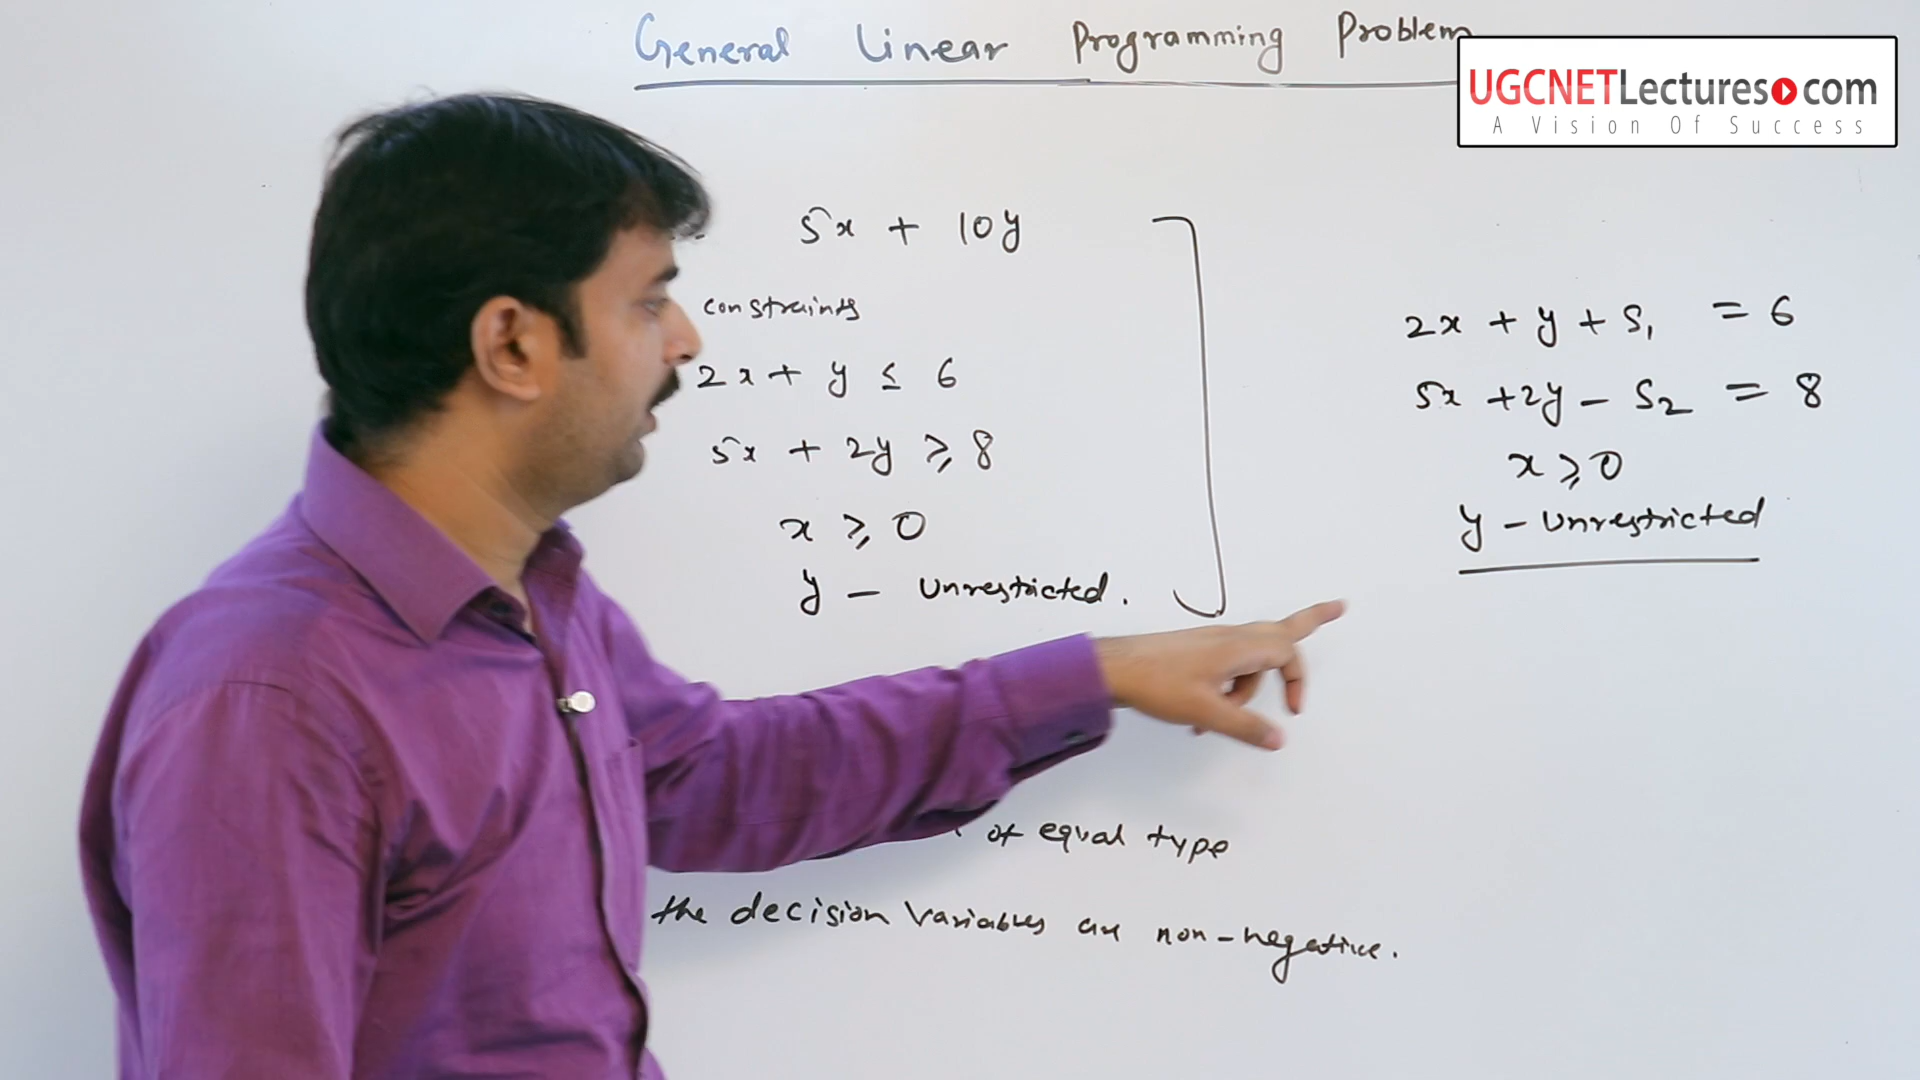 General Linear Programming Problem
UGCNETLectures.com
A Vision Of Success
5x + 10y
constraints
2x + y ≤ 6
5x + 2y ≥ 8
x ≥ 0
y - Unrestricted.
2x + y + S₁ = 6
5x + 2y - S₂ = 8
x ≥ 0
y - Unrestricted
of equal type
the decision variables are non-negative.